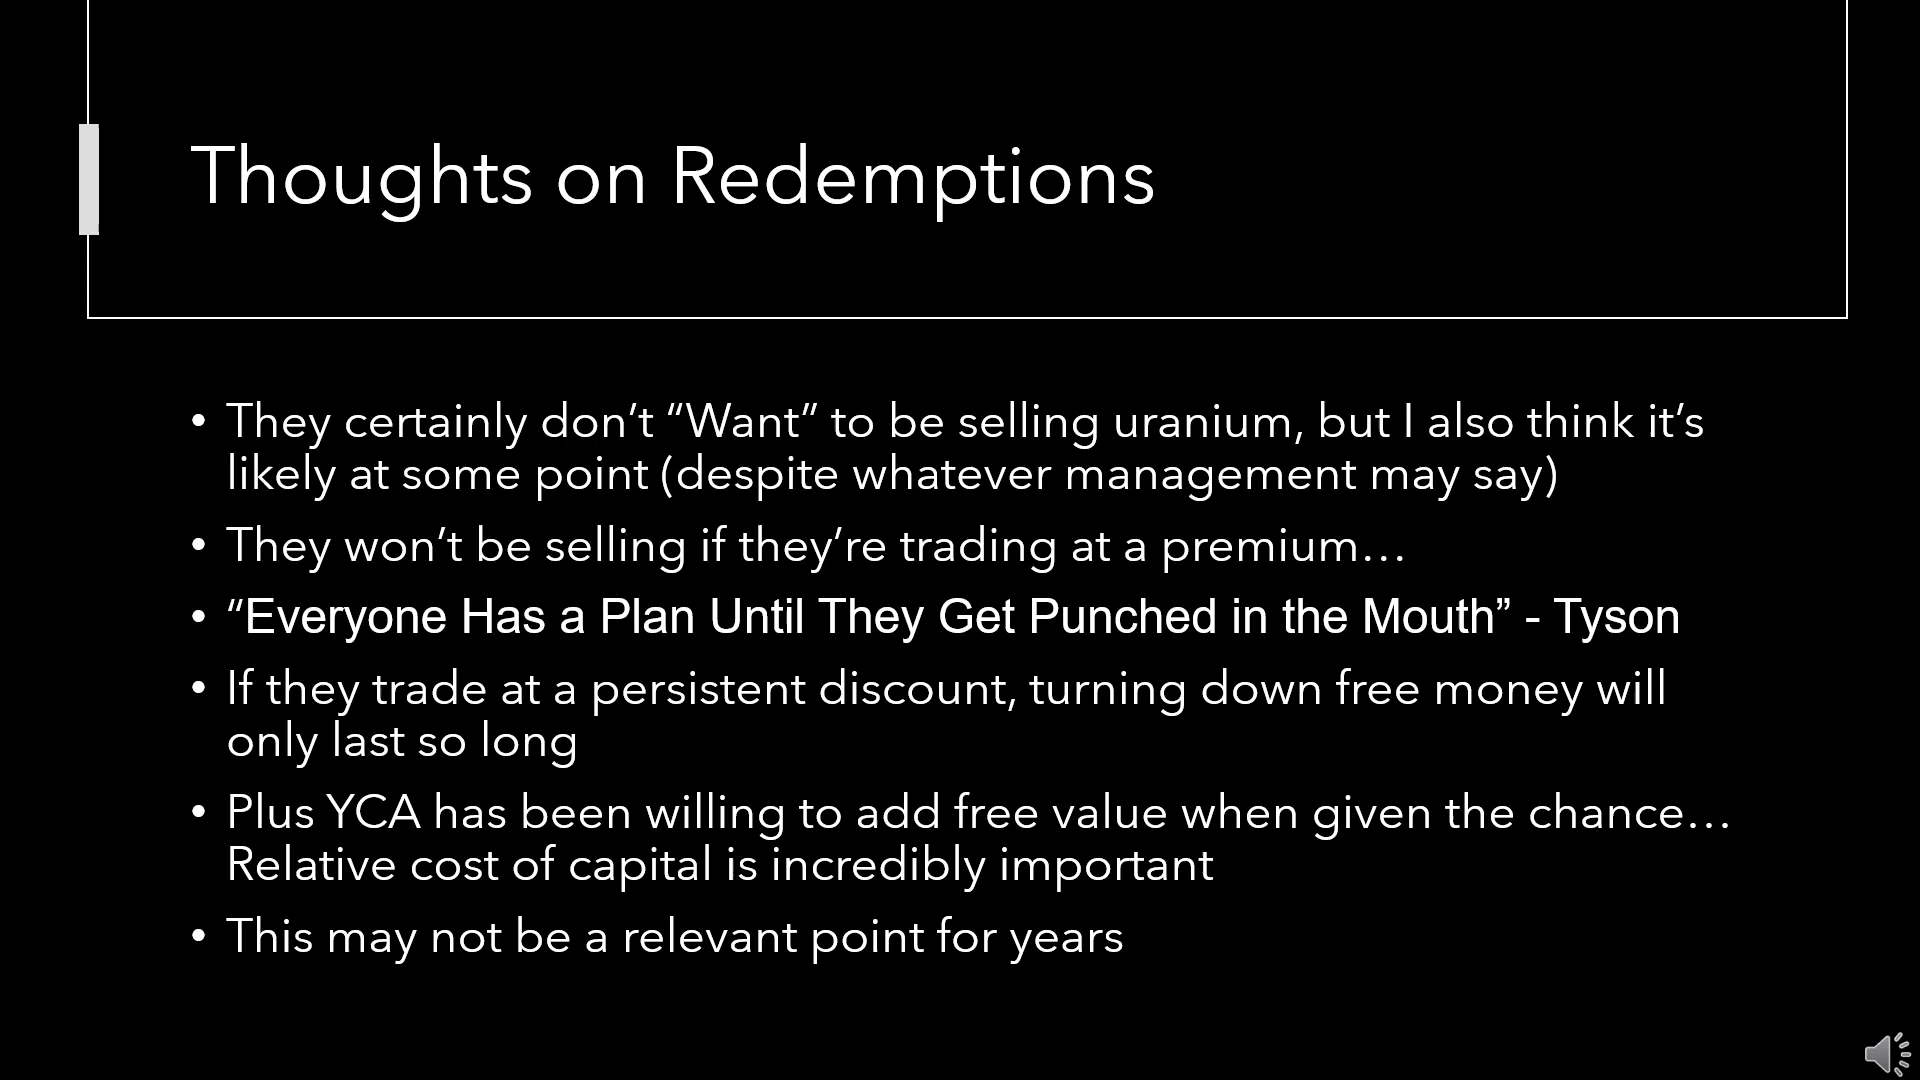 Thoughts on Redemptions
• They certainly don’t “Want” to be selling uranium, but I also think it’s
likely at some point (despite whatever management may say)
• They won’t be selling if they’re trading at a premium…
• “Everyone Has a Plan Until They Get Punched in the Mouth” - Tyson
• If they trade at a persistent discount, turning down free money will
only last so long
• Plus YCA has been willing to add free value when given the chance…
Relative cost of capital is incredibly important
• This may not be a relevant point for years